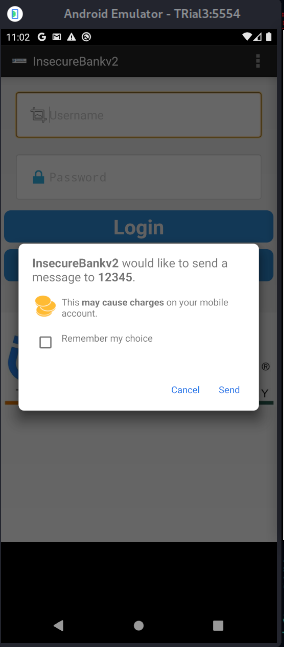 Android Emulator - TRial3:5554
11:02
InsecureBankv2
Username
Password
Login
InsecureBankv2 would like to send a
message to 12345.
This may cause charges on your mobile
account.
Remember my choice
Cancel Send
®
Y